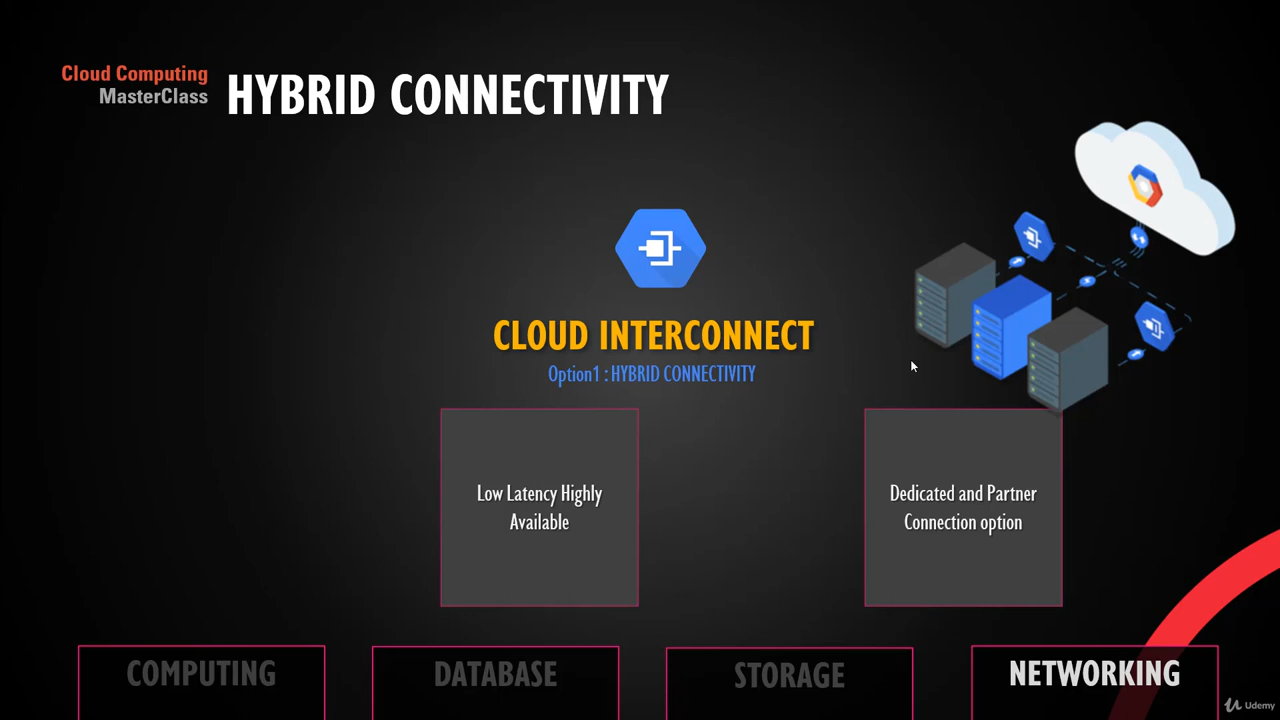 Cloud Computing
MasterClass
HYBRID CONNECTIVITY
CLOUD INTERCONNECT
Option1 : HYBRID CONNECTIVITY
Low Latency Highly
Available
Dedicated and Partner
Connection option
COMPUTING
DATABASE
STORAGE
NETWORKING
Udemy